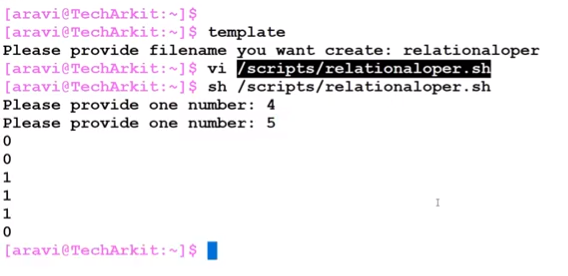 [aravi@TechArkit:~]$
[aravi@TechArkit:~]$ template
Please provide filename you want create: relationaloper
[aravi@TechArkit:~]$ vi /scripts/relationaloper.sh
[aravi@TechArkit:~]$ sh /scripts/relationaloper.sh
Please provide one number: 4
Please provide one number: 5
0
0
1
1
1
0
[aravi@TechArkit:~]$